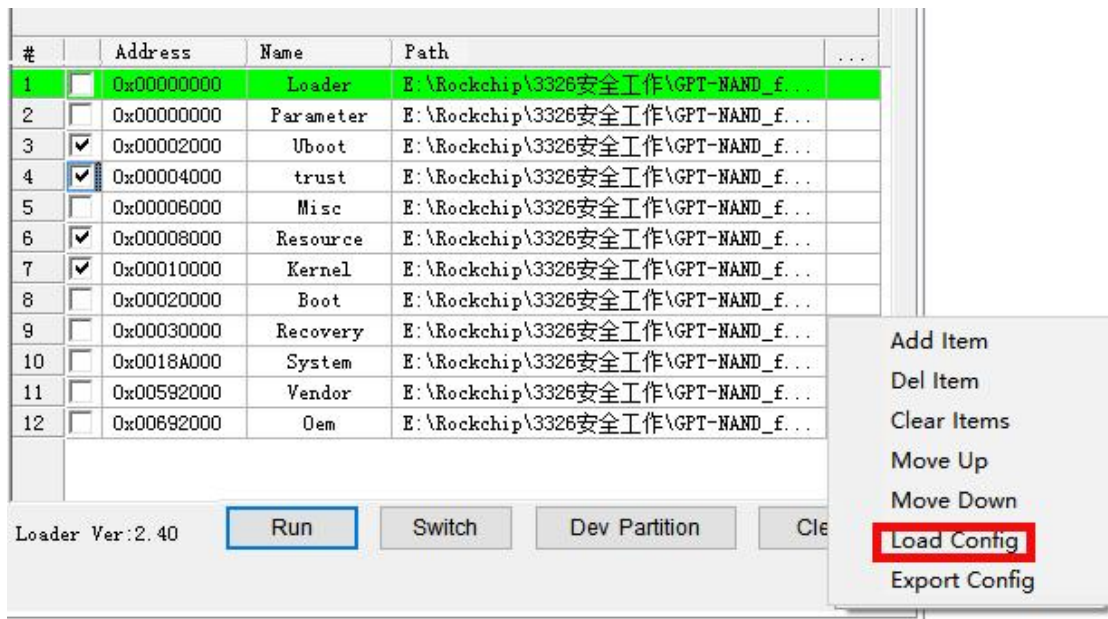 # Address Name Path ...
1 0x00000000 Loader E:\Rockchip\3326安全工作\GPT-NAND_f...
2 0x00000000 Parameter E:\Rockchip\3326安全工作\GPT-NAND_f...
3 0x00002000 Uboot E:\Rockchip\3326安全工作\GPT-NAND_f...
4 0x00004000 trust E:\Rockchip\3326安全工作\GPT-NAND_f...
5 0x00006000 Misc E:\Rockchip\3326安全工作\GPT-NAND_f...
6 0x00008000 Resource E:\Rockchip\3326安全工作\GPT-NAND_f...
7 0x00010000 Kernel E:\Rockchip\3326安全工作\GPT-NAND_f...
8 0x00020000 Boot E:\Rockchip\3326安全工作\GPT-NAND_f...
9 0x00030000 Recovery E:\Rockchip\3326安全工作\GPT-NAND_f...
10 0x0018A000 System E:\Rockchip\3326安全工作\GPT-NAND_f...
11 0x00592000 Vendor E:\Rockchip\3326安全工作\GPT-NAND_f...
12 0x00692000 Oem E:\Rockchip\3326安全工作\GPT-NAND_f...
Loader Ver:2.40 Run Switch Dev Partition Cle
Add Item
Del Item
Clear Items
Move Up
Move Down
Load Config
Export Config